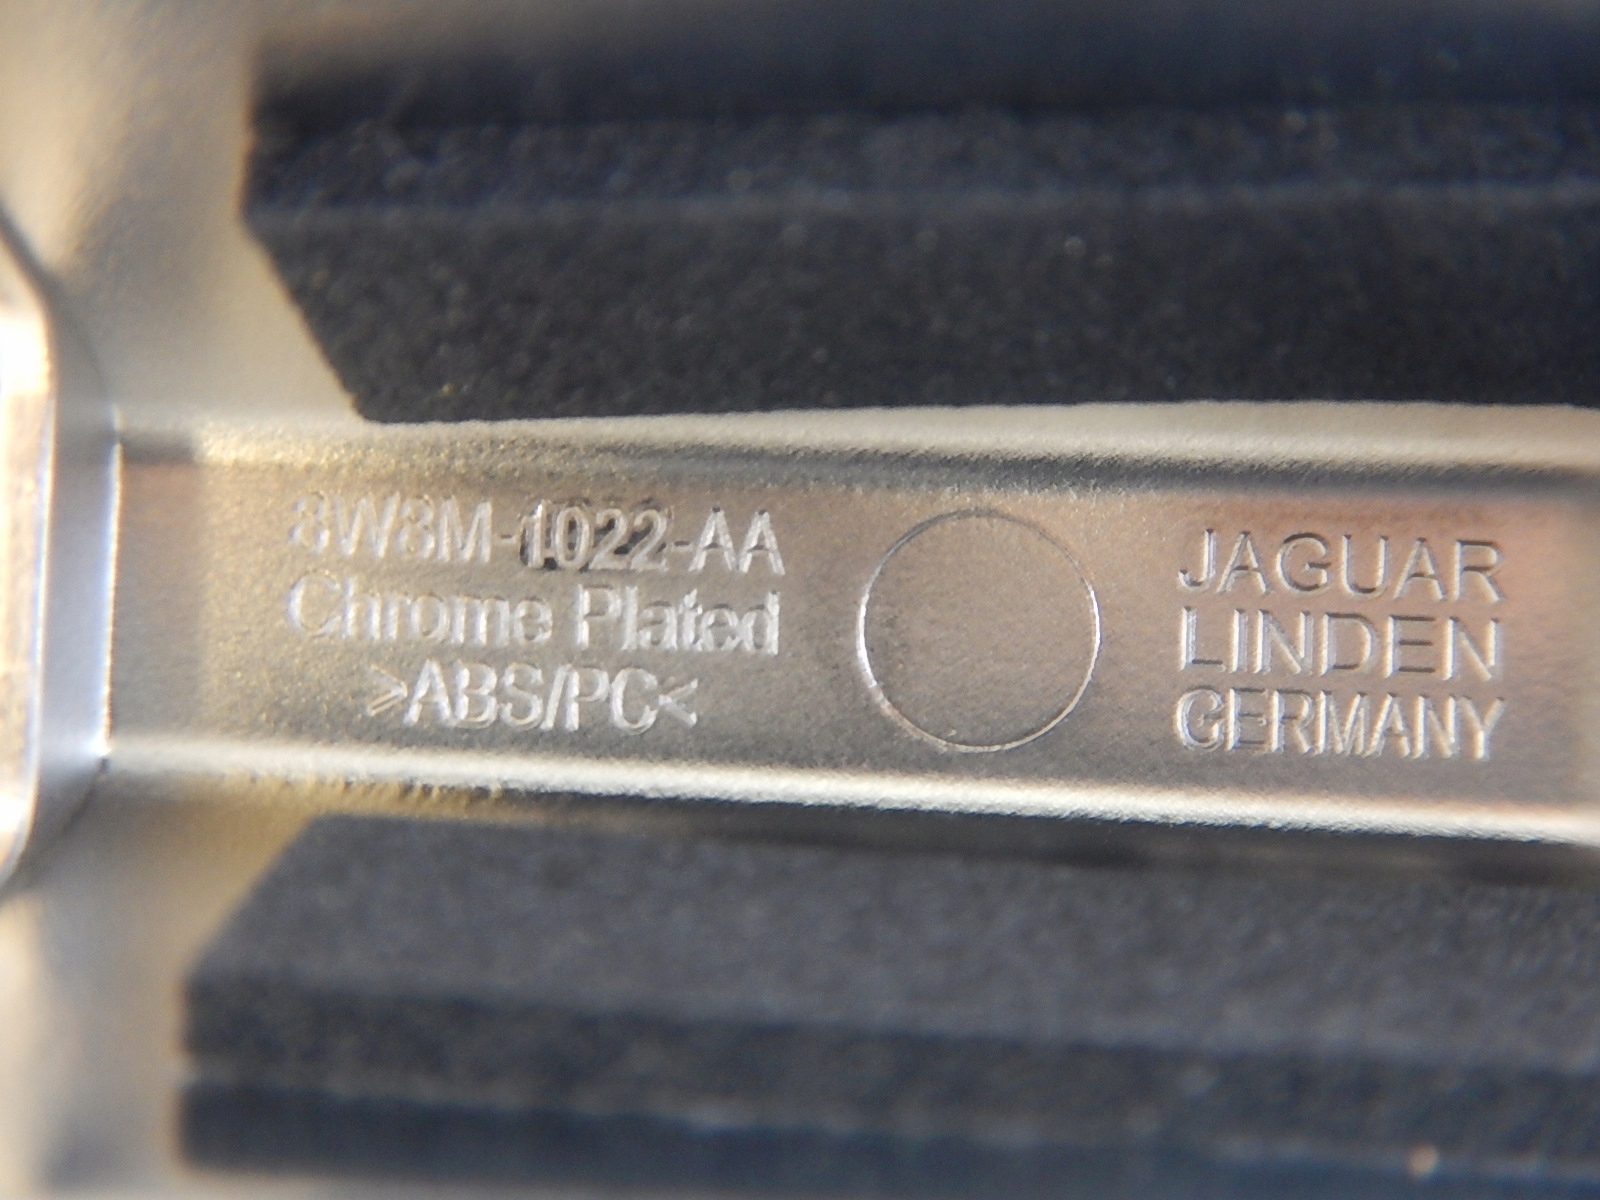 8W8M-1022-AA
Chrome Plated
>ABS/PC<
JAGUAR
LINDEN
GERMANY